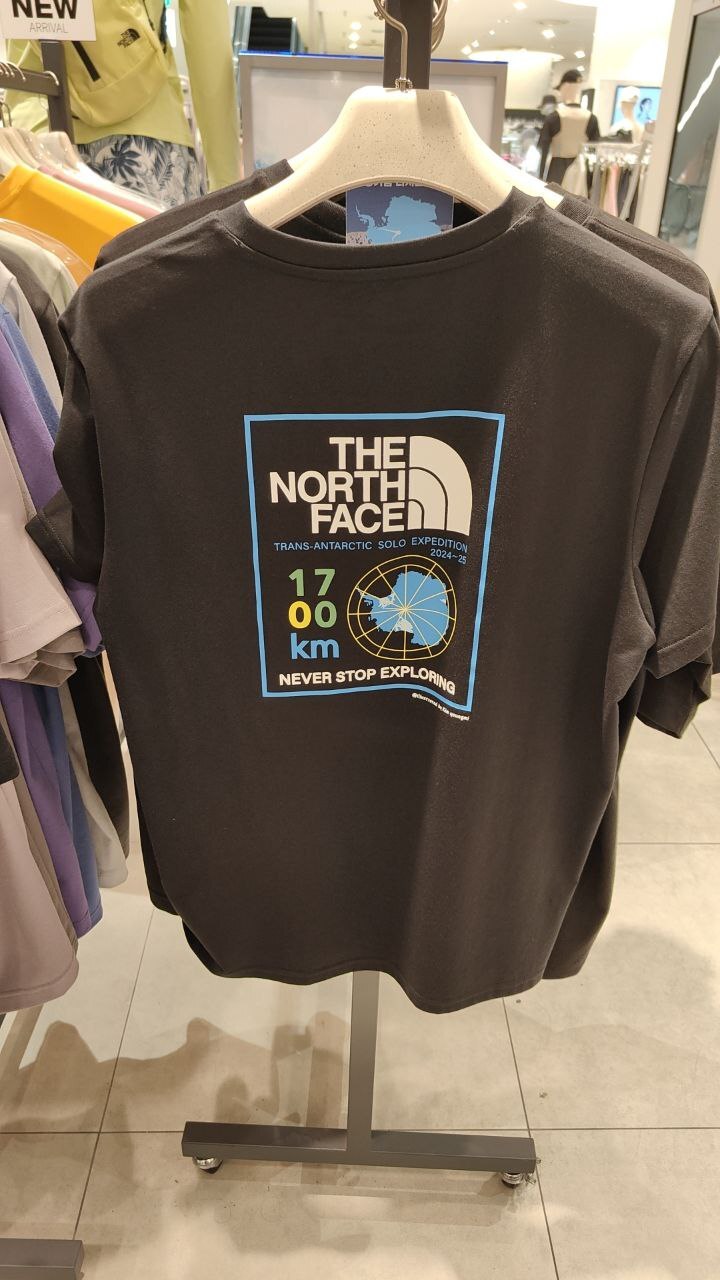 NEW
ARRIVAL
THE
NORTH
FACE
TRANS-ANTARCTIC SOLO EXPEDITION
2024~25
17
00
km
NEVER STOP EXPLORING